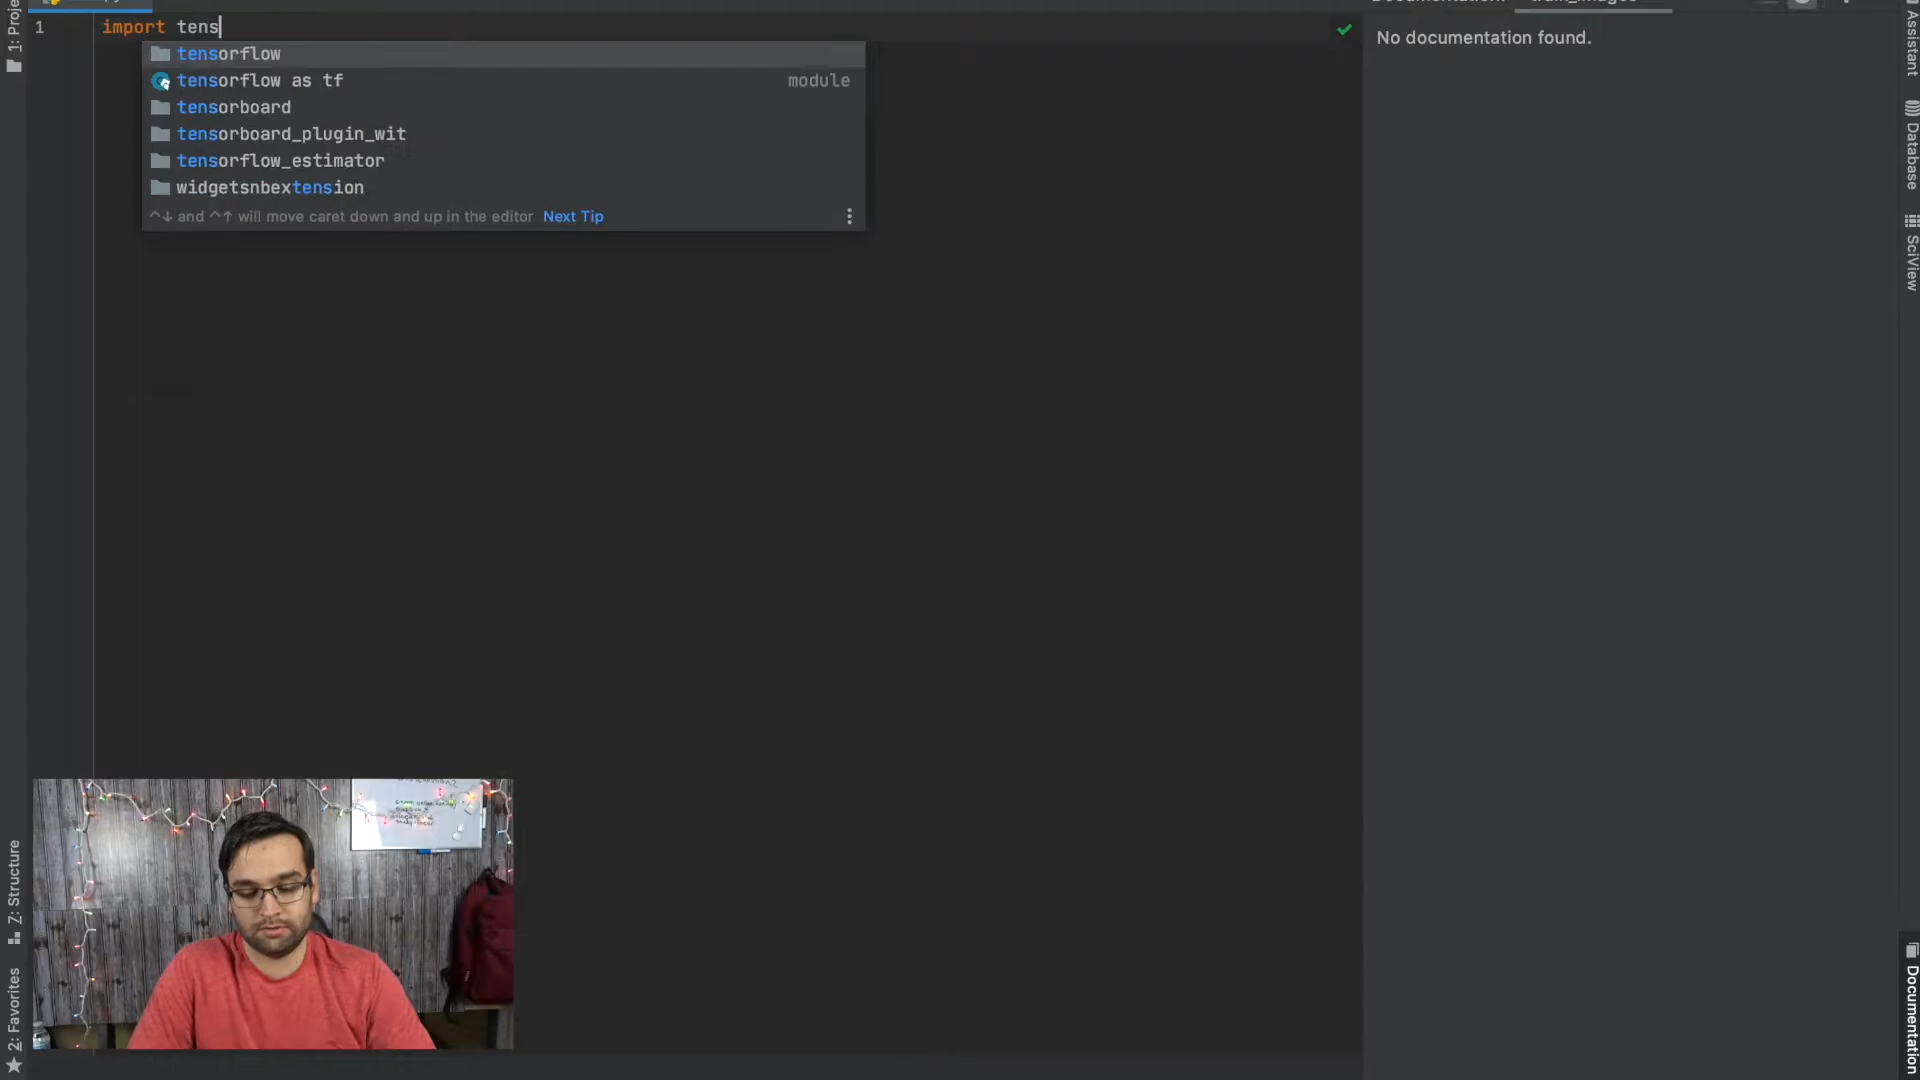 1: Proje
1
import tens
tensorflow
tensorflow as tf module
tensorboard
tensorboard_plugin_wit
tensorflow_estimator
widgetsnbextension
^↓ and ^↑ will move caret down and up in the editor Next Tip
No documentation found.
Assistant
Database
SciView
Documentation
Z: Structure
2: Favorites